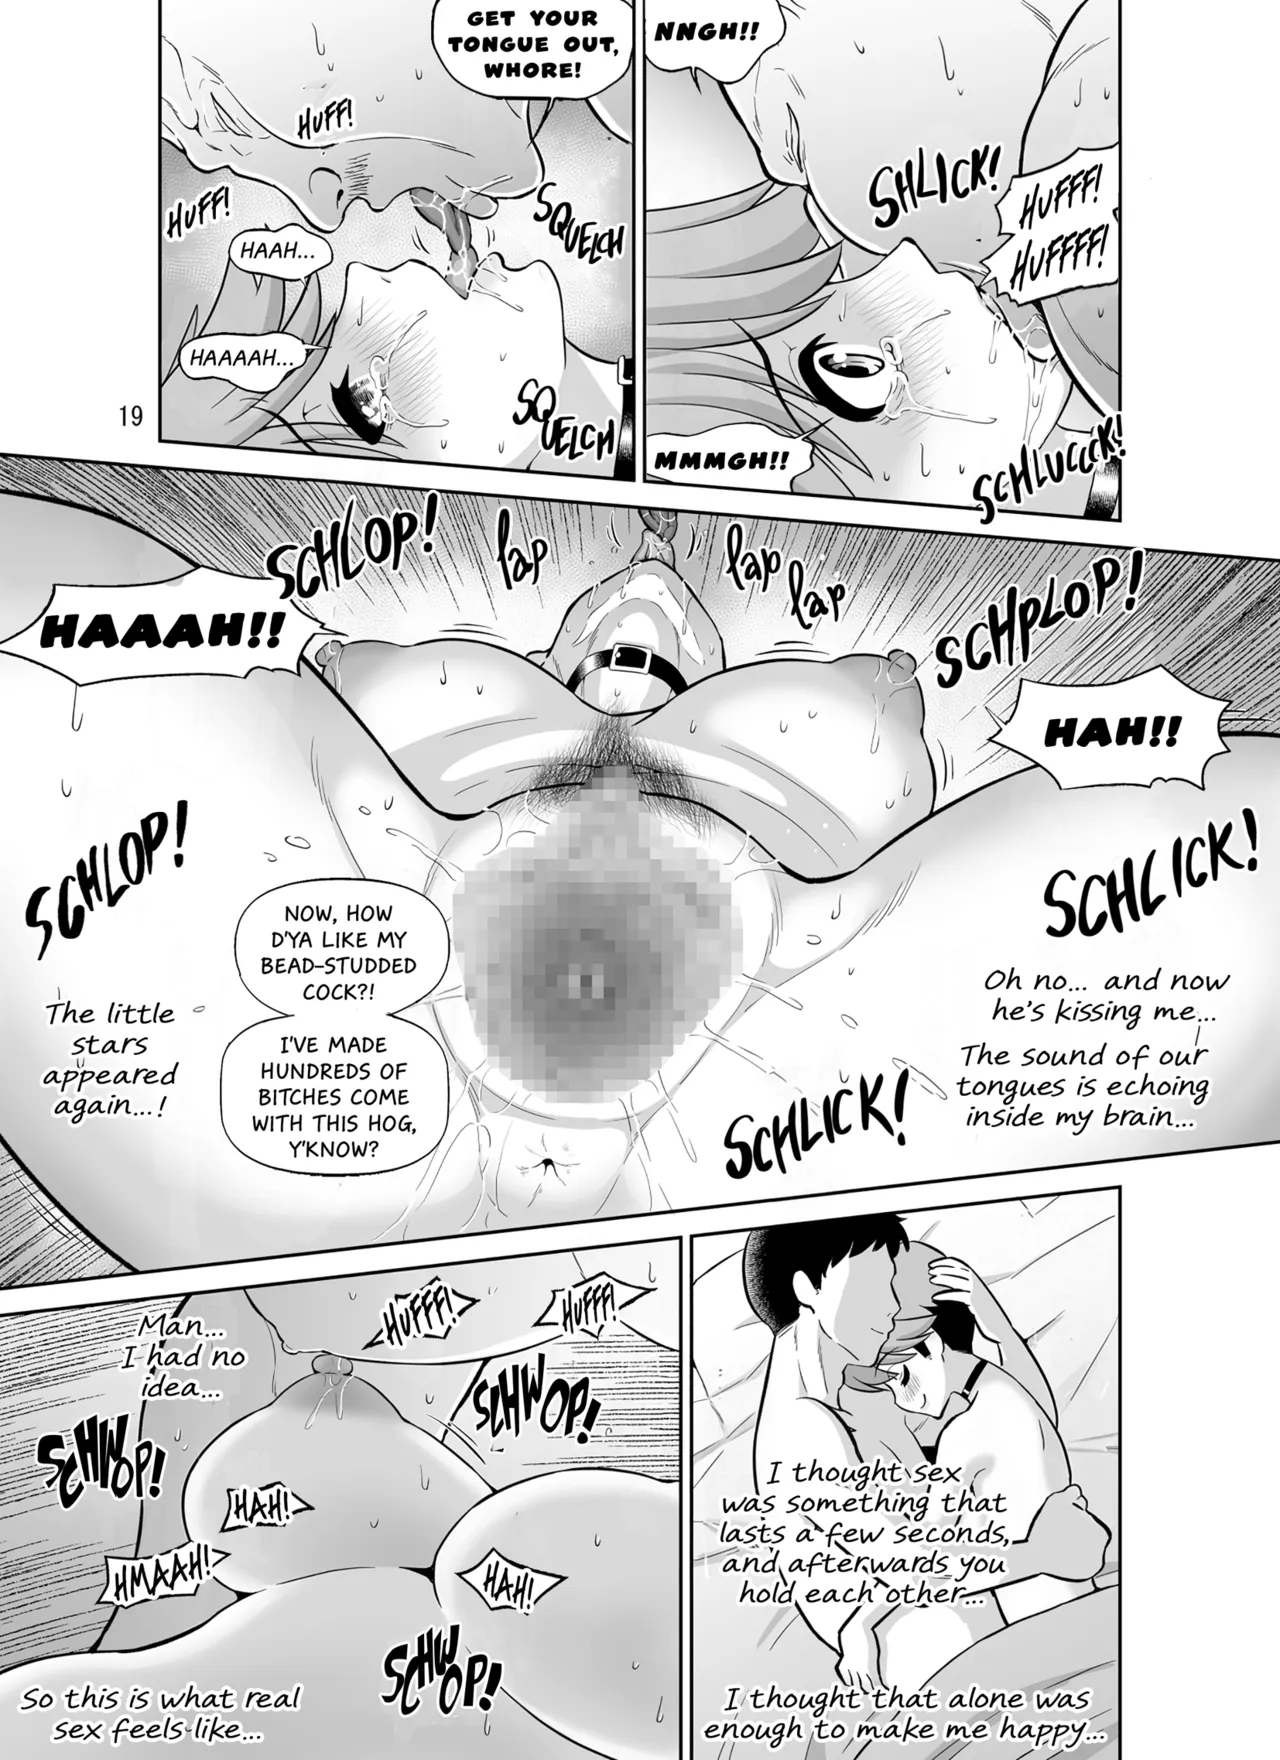 NNGH!!
SHLICK!
HUFFF!
HUFFFF!
MMMGH!!
SCHLUCCCK!
GET YOUR
TONGUE OUT,
WHORE!
HUFF!
HUFF!
HAAH...
SQUELCH
HAAAAH...
SQUELCH
19
SCHLOP!
lap
lap
lap
lap
SCHPLOP!
HAAAH!!
HAH!!
SCHLOP!
SCHLICK!
Oh no... and now
he's kissing me...
The sound of our
tongues is echoing
inside my brain...
NOW, HOW
D'YA LIKE MY
BEAD-STUDDED
COCK?!
I'VE MADE
HUNDREDS OF
BITCHES COME
WITH THIS HOG,
Y'KNOW?
The little
stars
appeared
again...!
SCHLICK!
I thought sex
was something that
lasts a few seconds,
and afterwards you
hold each other...
I thought that alone was
enough to make me happy...
HUFFF!
HUFFF!
Man...
I had no
idea...
SCHWOP!
SCHWOP!
HAH!
HMAAH!
HAH!
SCHWOP!
So this is what real
sex feels like...